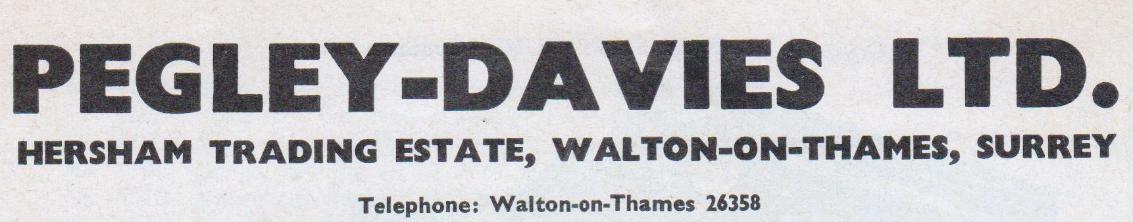 PEGLEY-DAVIES LTD.
HERSHAM TRADING ESTATE, WALTON-ON-THAMES, SURREY
Telephone: Walton-on-Thames 26358